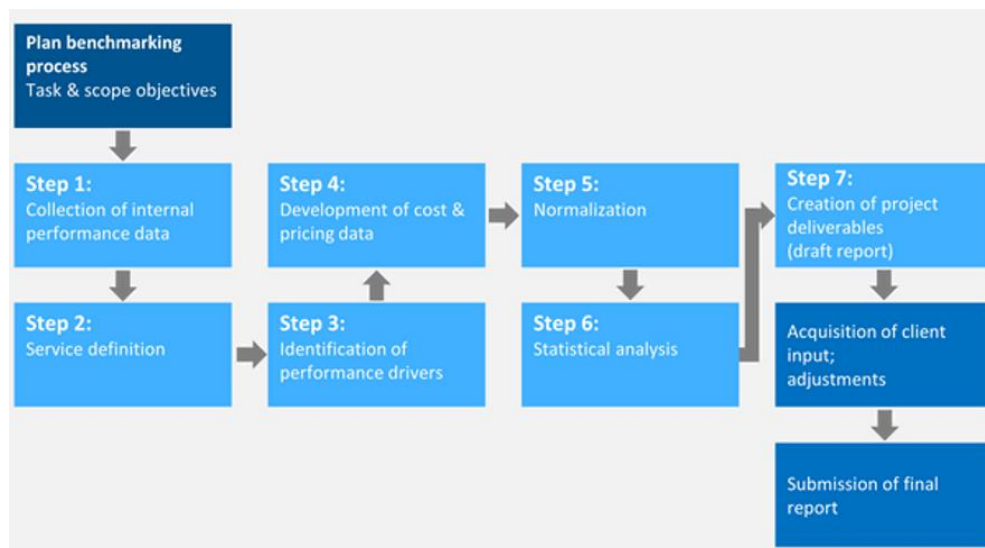 Plan benchmarking
process
Task & scope objectives
Step 1:
Collection of internal
performance data
Step 2:
Service definition
Step 3:
Identification of
performance drivers
Step 4:
Development of cost &
pricing data
Step 5:
Normalization
Step 6:
Statistical analysis
Step 7:
Creation of project
deliverables
(draft report)
Acquisition of client
input;
adjustments
Submission of final
report